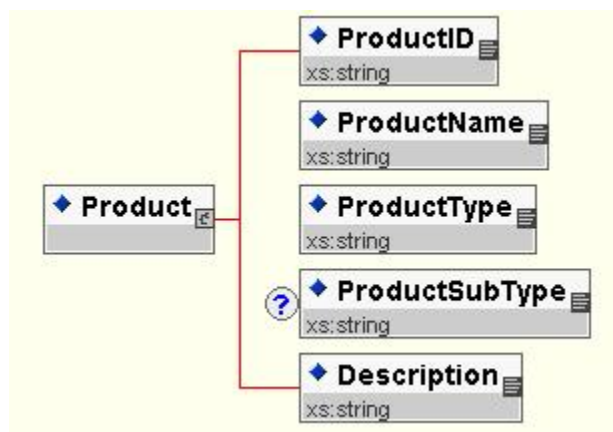 ProductID
xs:string
ProductName
xs:string
Product
ProductType
xs:string
?
ProductSubType
xs:string
Description
xs:string